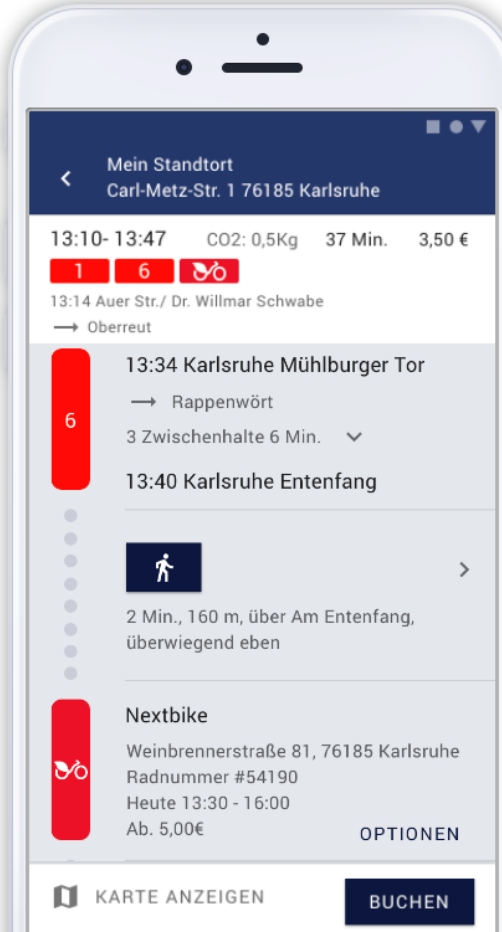 Mein Standtort
Carl-Metz-Str. 1 76185 Karlsruhe
13:10- 13:47 CO2: 0,5Kg 37 Min. 3,50 €
1 6
13:14 Auer Str./ Dr. Willmar Schwabe
→ Oberreut
6
13:34 Karlsruhe Mühlburger Tor
→ Rappenwört
3 Zwischenhalte 6 Min.
13:40 Karlsruhe Entenfang
2 Min., 160 m, über Am Entenfang,
überwiegend eben
Nextbike
Weinbrennerstraße 81, 76185 Karlsruhe
Radnummer #54190
Heute 13:30 - 16:00
Ab. 5,00€
OPTIONEN
KARTE ANZEIGEN
BUCHEN